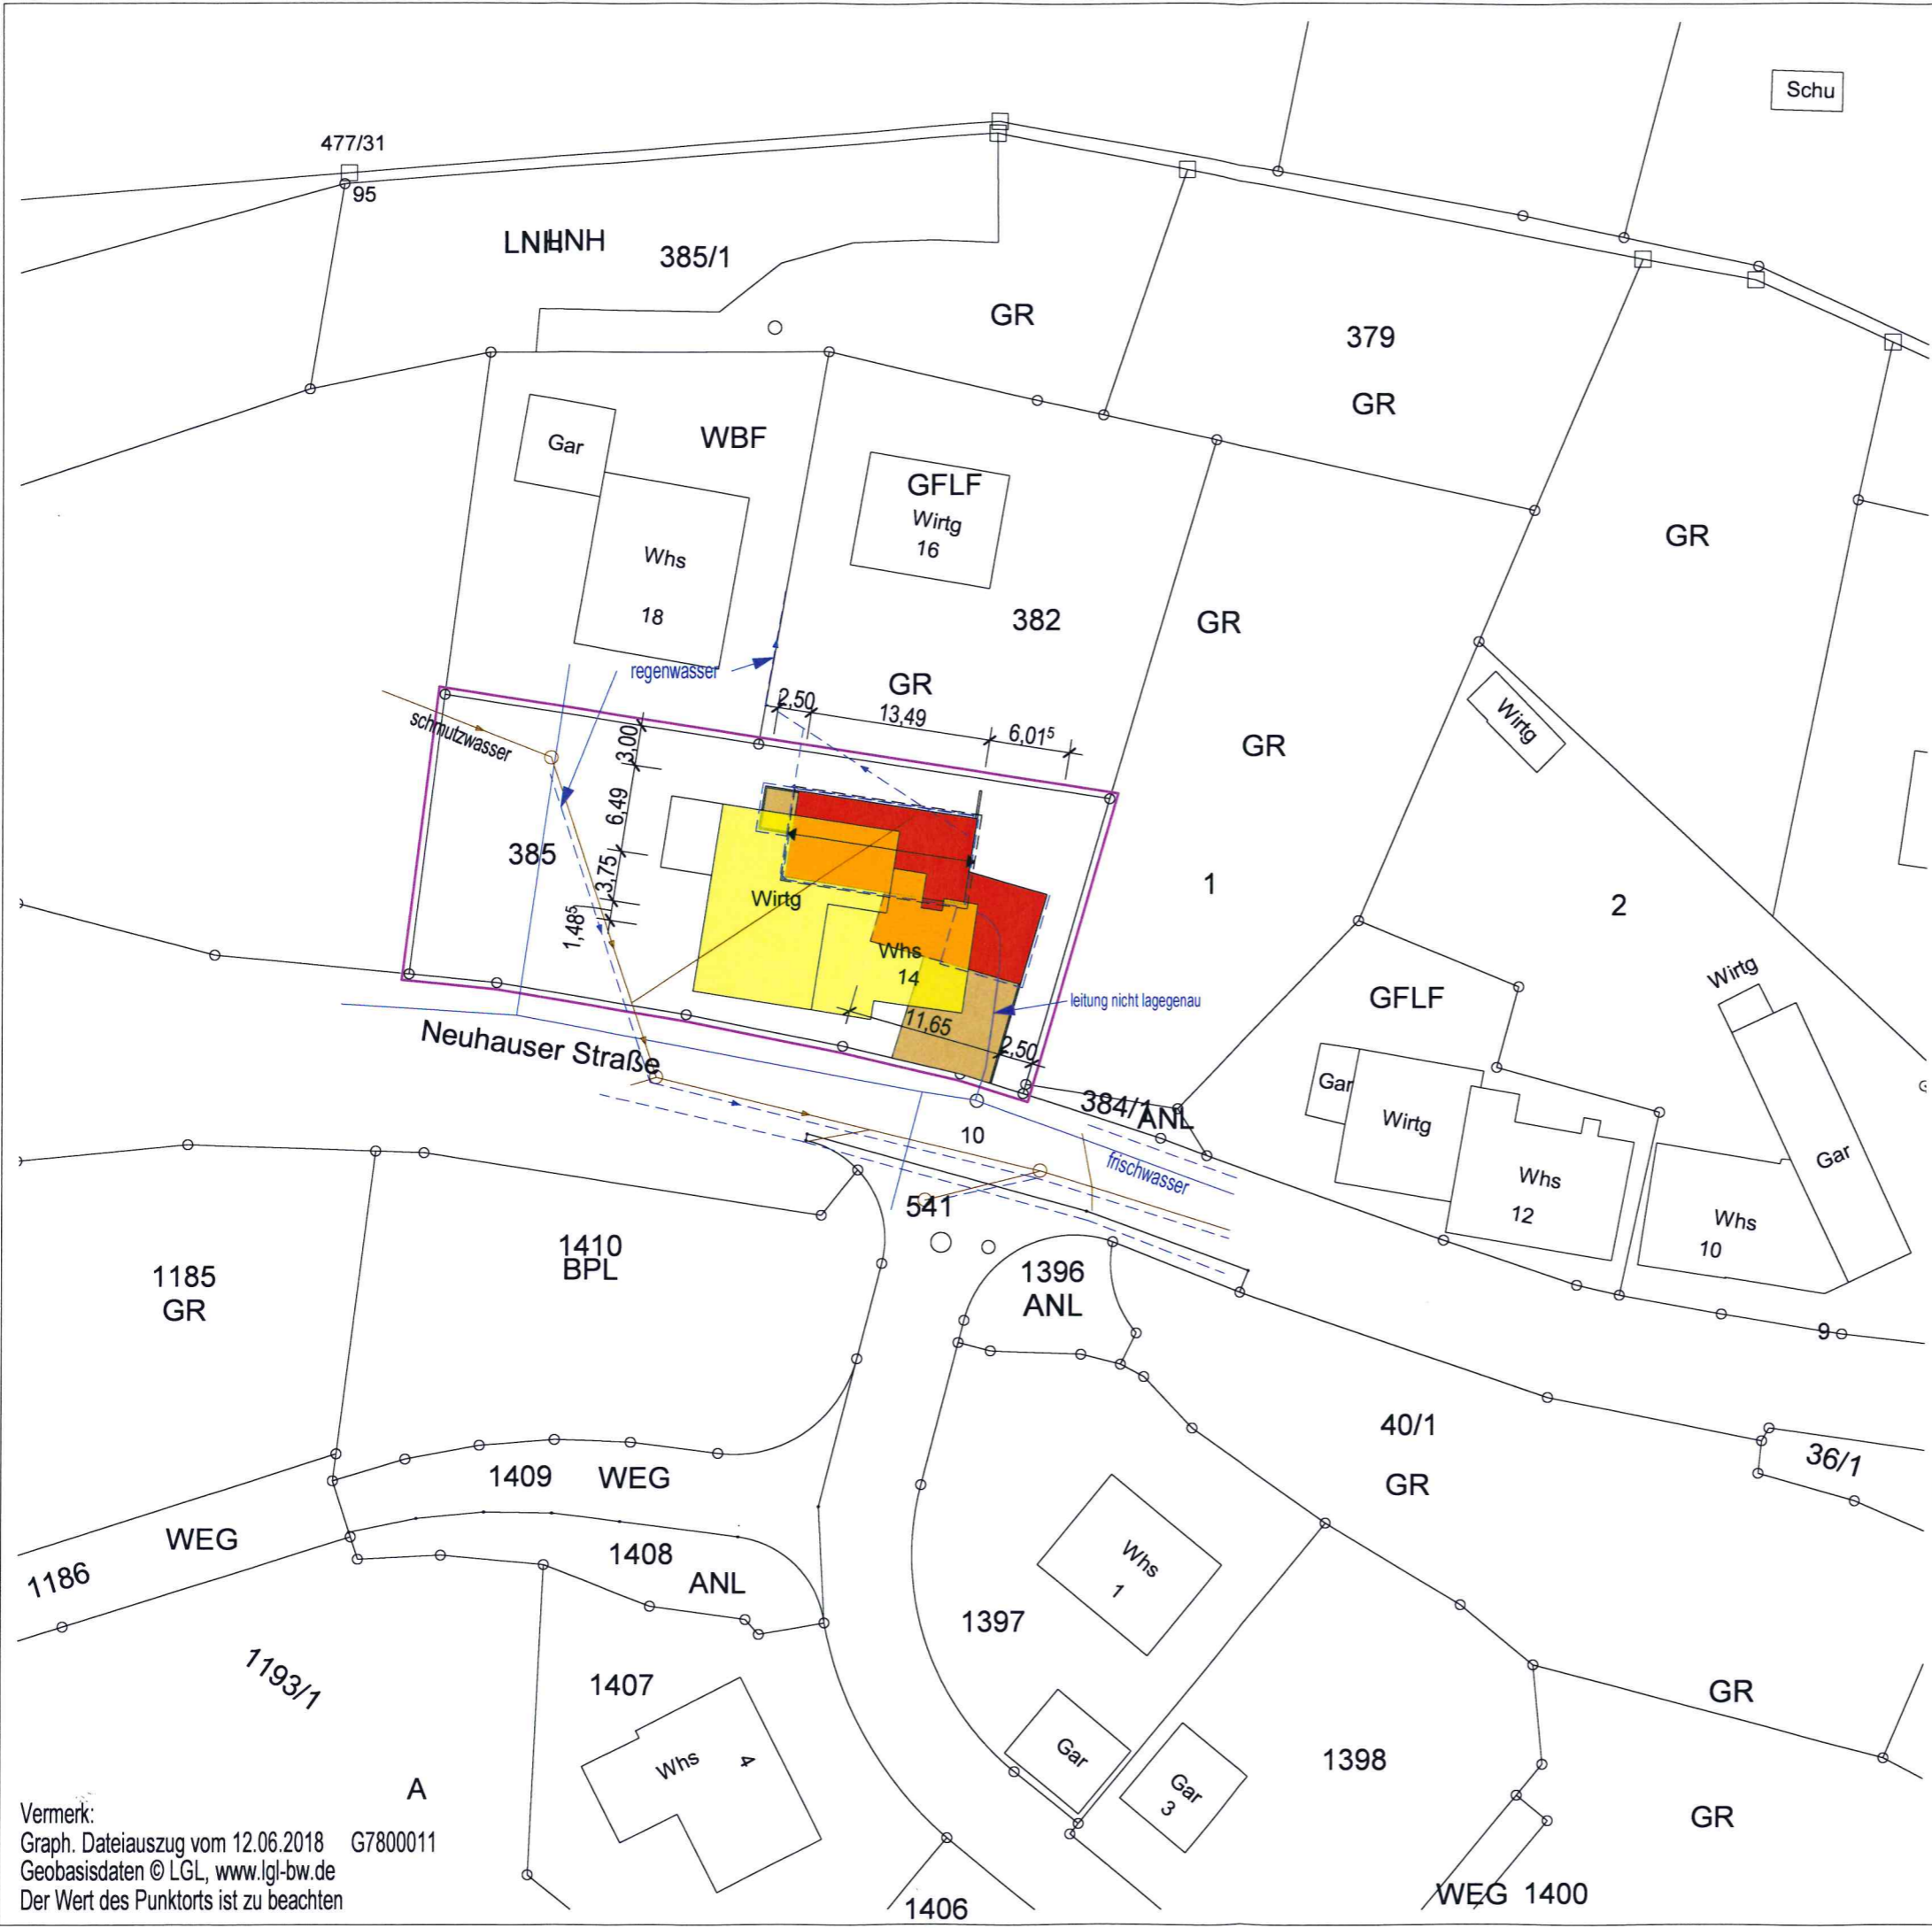 Schu
477/31
95
LNH LNH
385/1
GR
379
GR
Gar
WBF
GFLF
Wirtg
16
GR
Whs
18
382
GR
regenwasser
GR
2,50
13,49
6,01⁵
GR
Wirtg
schmutzwasser
3,00
6,49
385
3,75
1,48⁵
Wirtg
Whs
14
1
2
11,65
2,50
leitung nicht lagegenau
GFLF
Wirtg
Neuhauser Straße
384/1
ANL
10
frischwasser
541
Gar
Wirtg
Whs
12
Gar
Whs
10
1410
BPL
1185
GR
1396
ANL
9
40/1
GR
36/1
1409 WEG
WEG
1186
1408
ANL
Whs
1
1397
1193/1
1407
Whs
4
Gar
Gar
3
1398
GR
GR
A
Vermerk:
Graph. Dateiauszug vom 12.06.2018 G7800011
Geobasisdaten © LGL, www.lgl-bw.de
Der Wert des Punktorts ist zu beachten
1406
WEG 1400